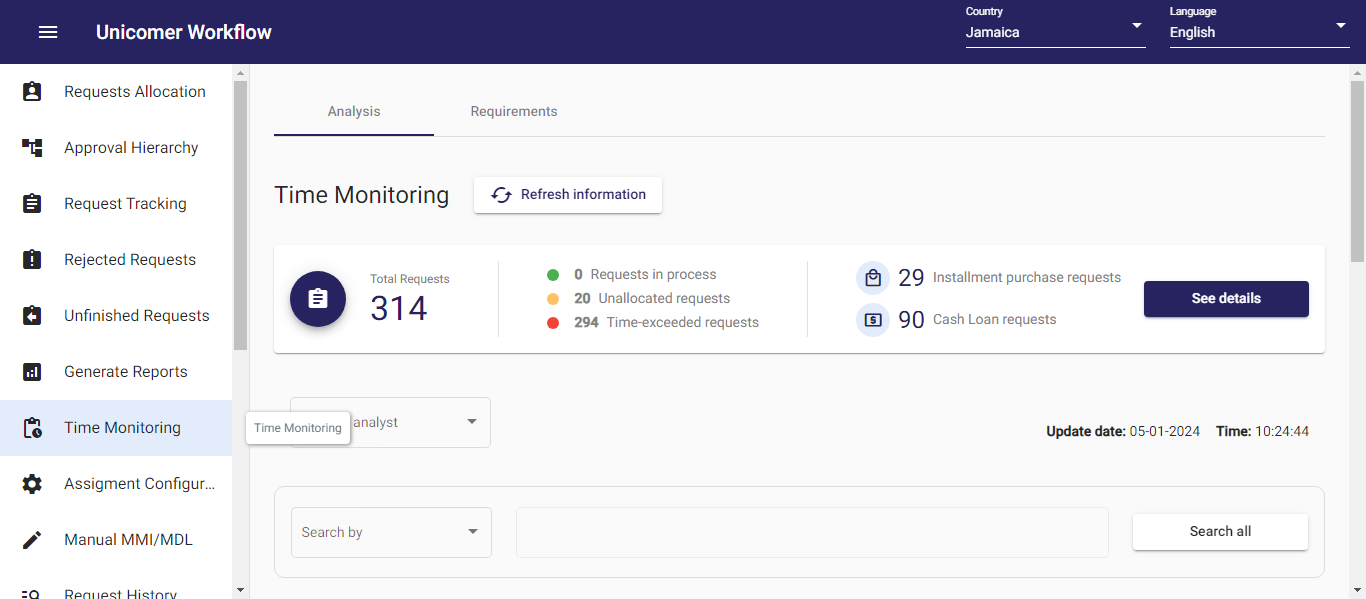 Unicomer Workflow
Country
Jamaica
Language
English
Requests Allocation
Approval Hierarchy
Request Tracking
Rejected Requests
Unfinished Requests
Generate Reports
Time Monitoring
Assigment Configur...
Manual MMI/MDL
Request History
Analysis
Requirements
Time Monitoring
Refresh information
Total Requests
314
0 Requests in process
20 Unallocated requests
294 Time-exceeded requests
29 Installment purchase requests
90 Cash Loan requests
See details
Time Monitoring
analyst
Update date: 05-01-2024 Time: 10:24:44
Search by
Search all